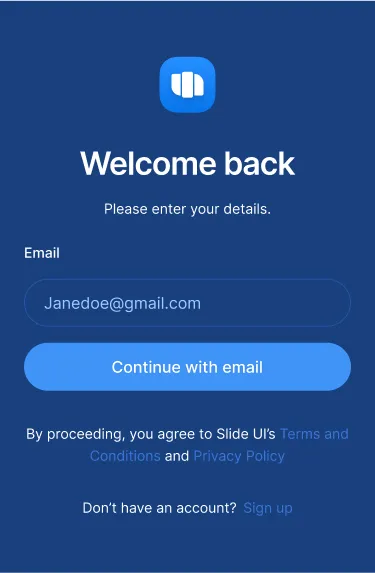 Welcome back
Please enter your details.
Email
Janedoe@gmail.com
Continue with email
By proceeding, you agree to Slide UI’s Terms and
Conditions and Privacy Policy
Don’t have an account? Sign up